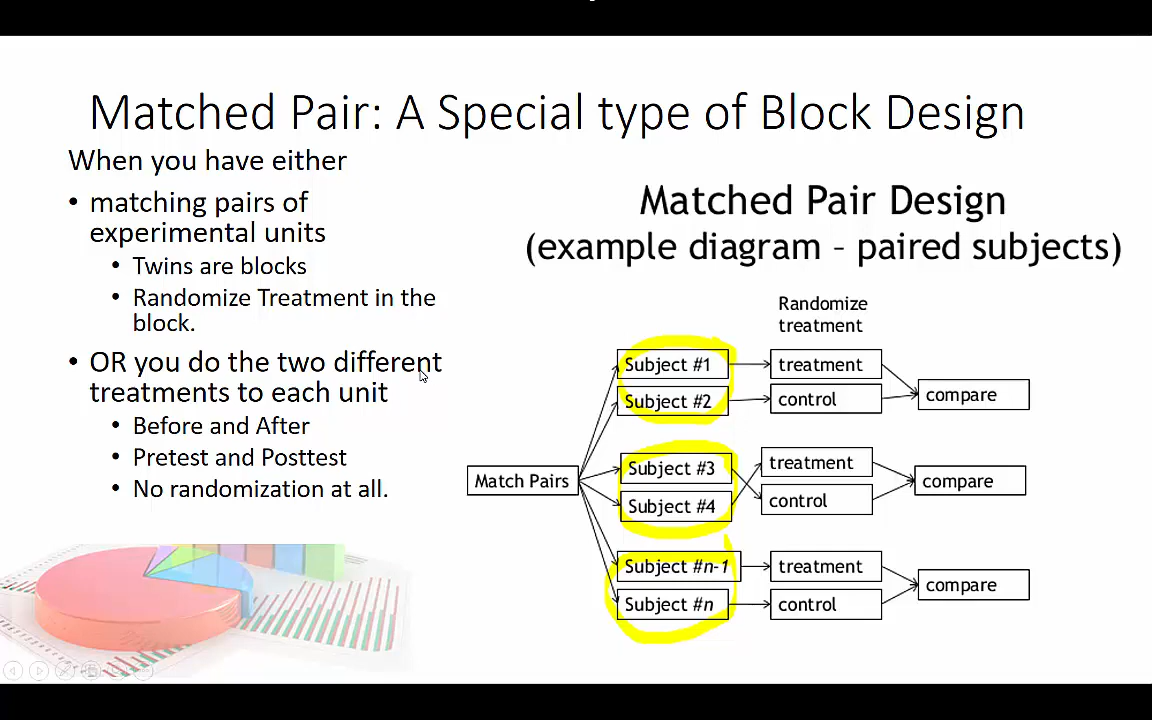 Matched Pair: A Special type of Block Design
When you have either
• matching pairs of
experimental units
• Twins are blocks
• Randomize Treatment in the
block.
• OR you do the two different
treatments to each unit
• Before and After
• Pretest and Posttest
• No randomization at all.
Matched Pair Design
(example diagram – paired subjects)
Randomize
treatment
Match Pairs
Subject #1
treatment
Subject #2
control
compare
Subject #3
treatment
Subject #4
control
compare
Subject #n-1
treatment
Subject #n
control
compare